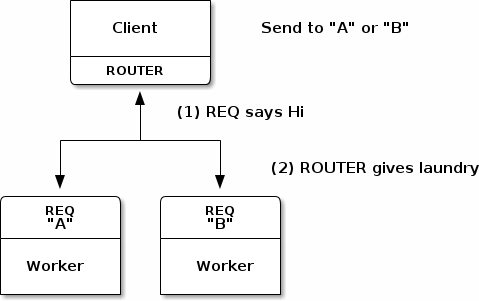 Client
Send to "A" or "B"
ROUTER
(1) REQ says Hi
(2) ROUTER gives laundry
REQ
"A"
Worker
REQ
"B"
Worker